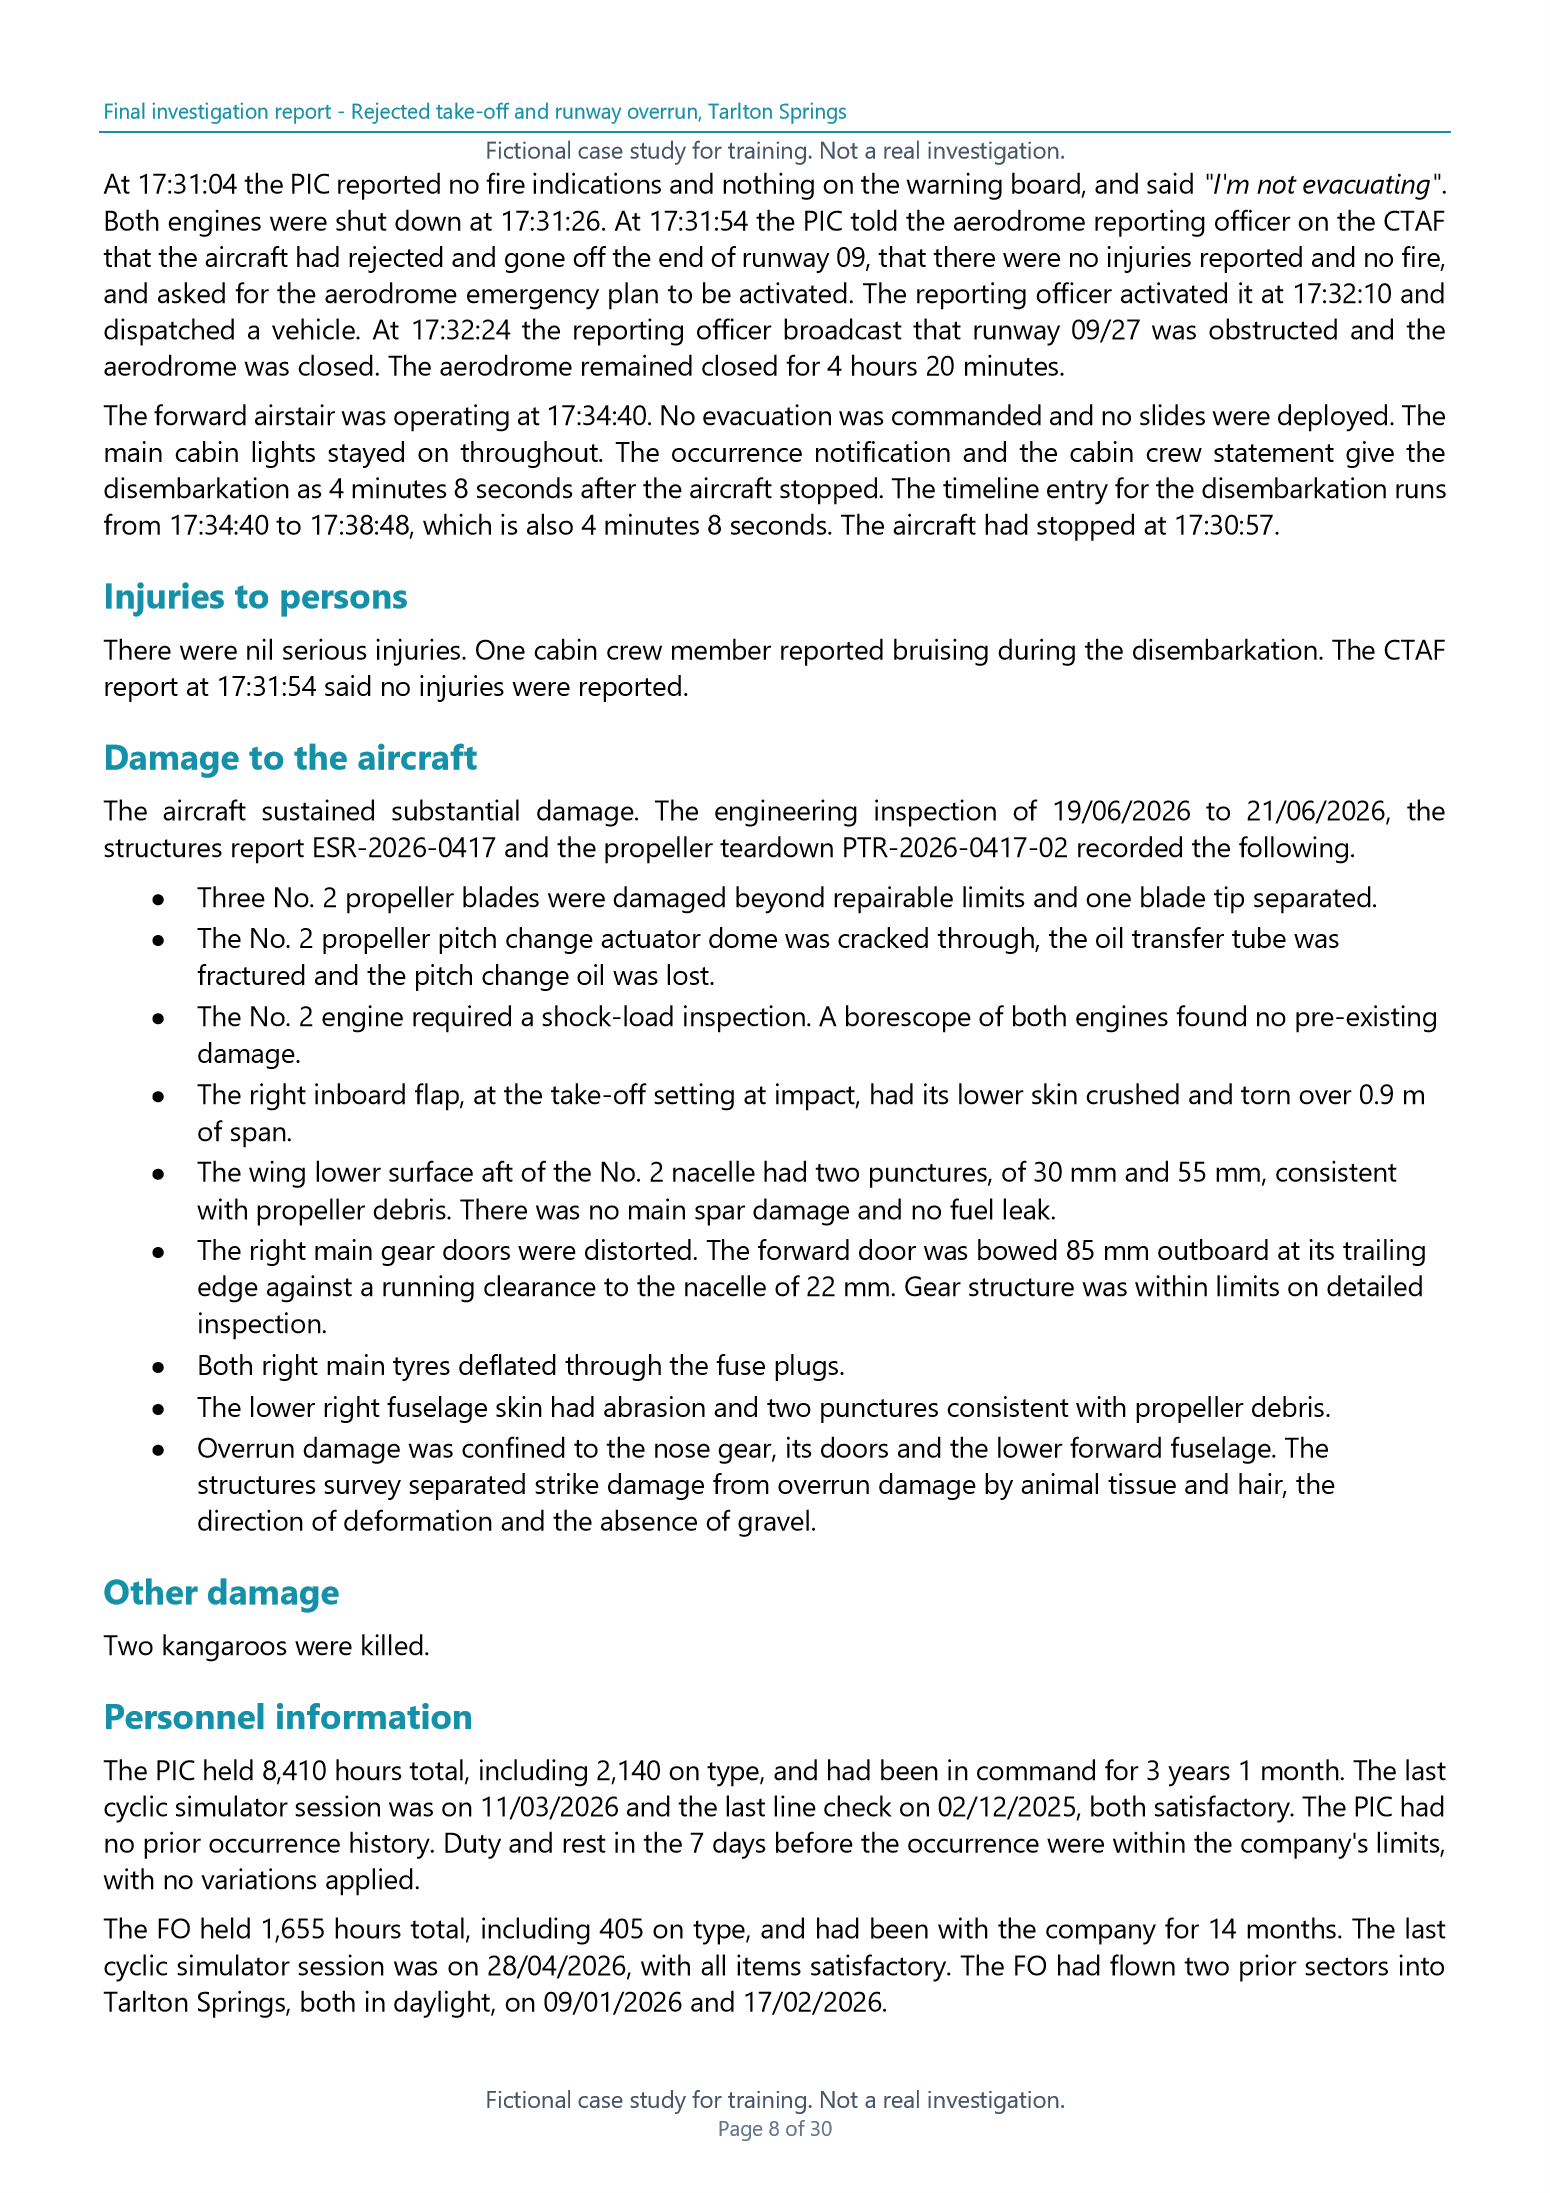 Final investigation report - Rejected take-off and runway overrun, Tarlton Springs
Fictional case study for training. Not a real investigation.
At 17:31:04 the PIC reported no fire indications and nothing on the warning board, and said "I'm not evacuating".
Both engines were shut down at 17:31:26. At 17:31:54 the PIC told the aerodrome reporting officer on the CTAF
that the aircraft had rejected and gone off the end of runway 09, that there were no injuries reported and no fire,
and asked for the aerodrome emergency plan to be activated. The reporting officer activated it at 17:32:10 and
dispatched a vehicle. At 17:32:24 the reporting officer broadcast that runway 09/27 was obstructed and the
aerodrome was closed. The aerodrome remained closed for 4 hours 20 minutes.
The forward airstair was operating at 17:34:40. No evacuation was commanded and no slides were deployed. The
main cabin lights stayed on throughout. The occurrence notification and the cabin crew statement give the
disembarkation as 4 minutes 8 seconds after the aircraft stopped. The timeline entry for the disembarkation runs
from 17:34:40 to 17:38:48, which is also 4 minutes 8 seconds. The aircraft had stopped at 17:30:57.
Injuries to persons
There were nil serious injuries. One cabin crew member reported bruising during the disembarkation. The CTAF
report at 17:31:54 said no injuries were reported.
Damage to the aircraft
The aircraft sustained substantial damage. The engineering inspection of 19/06/2026 to 21/06/2026, the
structures report ESR-2026-0417 and the propeller teardown PTR-2026-0417-02 recorded the following.
● Three No. 2 propeller blades were damaged beyond repairable limits and one blade tip separated.
● The No. 2 propeller pitch change actuator dome was cracked through, the oil transfer tube was
fractured and the pitch change oil was lost.
● The No. 2 engine required a shock-load inspection. A borescope of both engines found no pre-existing
damage.
● The right inboard flap, at the take-off setting at impact, had its lower skin crushed and torn over 0.9 m
of span.
● The wing lower surface aft of the No. 2 nacelle had two punctures, of 30 mm and 55 mm, consistent
with propeller debris. There was no main spar damage and no fuel leak.
● The right main gear doors were distorted. The forward door was bowed 85 mm outboard at its trailing
edge against a running clearance to the nacelle of 22 mm. Gear structure was within limits on detailed
inspection.
● Both right main tyres deflated through the fuse plugs.
● The lower right fuselage skin had abrasion and two punctures consistent with propeller debris.
● Overrun damage was confined to the nose gear, its doors and the lower forward fuselage. The
structures survey separated strike damage from overrun damage by animal tissue and hair, the
direction of deformation and the absence of gravel.
Other damage
Two kangaroos were killed.
Personnel information
The PIC held 8,410 hours total, including 2,140 on type, and had been in command for 3 years 1 month. The last
cyclic simulator session was on 11/03/2026 and the last line check on 02/12/2025, both satisfactory. The PIC had
no prior occurrence history. Duty and rest in the 7 days before the occurrence were within the company's limits,
with no variations applied.
The FO held 1,655 hours total, including 405 on type, and had been with the company for 14 months. The last
cyclic simulator session was on 28/04/2026, with all items satisfactory. The FO had flown two prior sectors into
Tarlton Springs, both in daylight, on 09/01/2026 and 17/02/2026.
Fictional case study for training. Not a real investigation.
Page 8 of 30